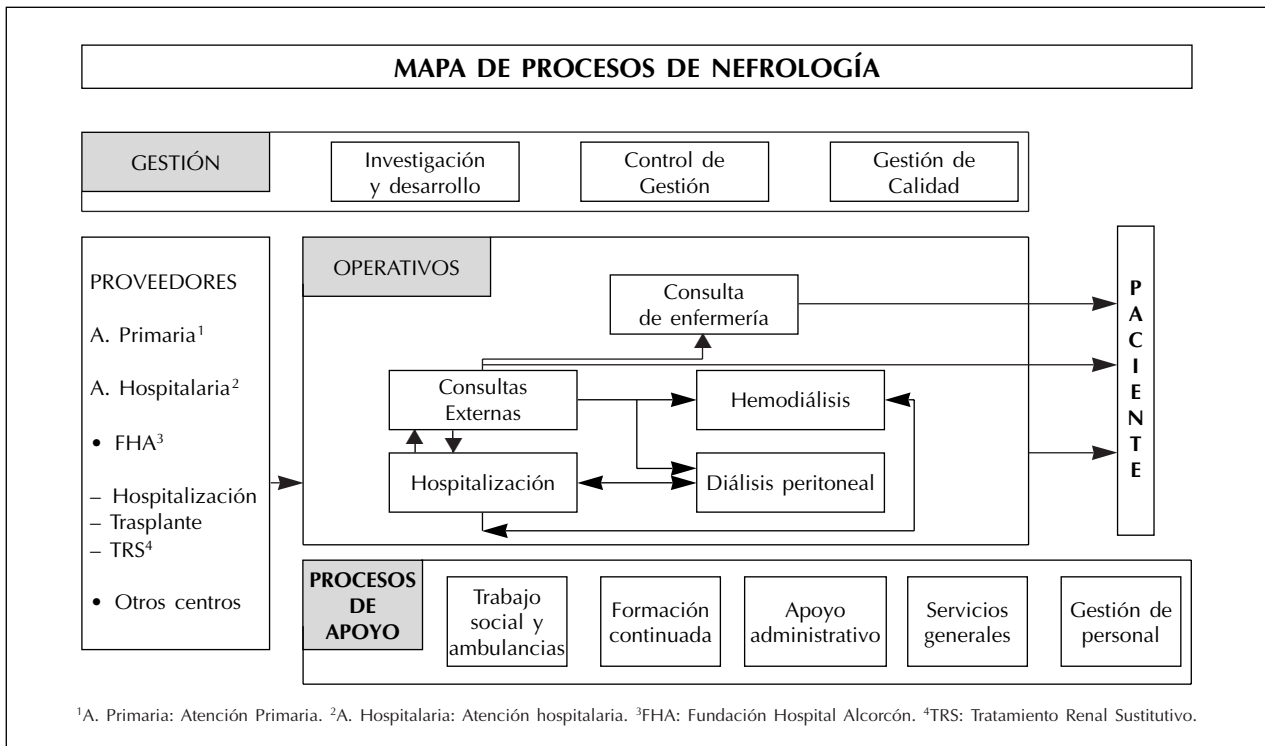 MAPA DE PROCESOS DE NEFROLOGÍA
GESTIÓN
Investigación
y desarrollo
Control de
Gestión
Gestión de
Calidad
PROVEEDORES
A. Primaria¹
A. Hospitalaria²
• FHA³
– Hospitalización
– Trasplante
– TRS⁴
• Otros centros
OPERATIVOS
Consulta
de enfermería
Consultas
Externas
Hemodiálisis
Hospitalización
Diálisis peritoneal
PACIENTE
PROCESOS
DE
APOYO
Trabajo
social y
ambulancias
Formación
continuada
Apoyo
administrativo
Servicios
generales
Gestión de
personal
¹A. Primaria: Atención Primaria. ²A. Hospitalaria: Atención hospitalaria. ³FHA: Fundación Hospital Alcorcón. ⁴TRS: Tratamiento Renal Sustitutivo.